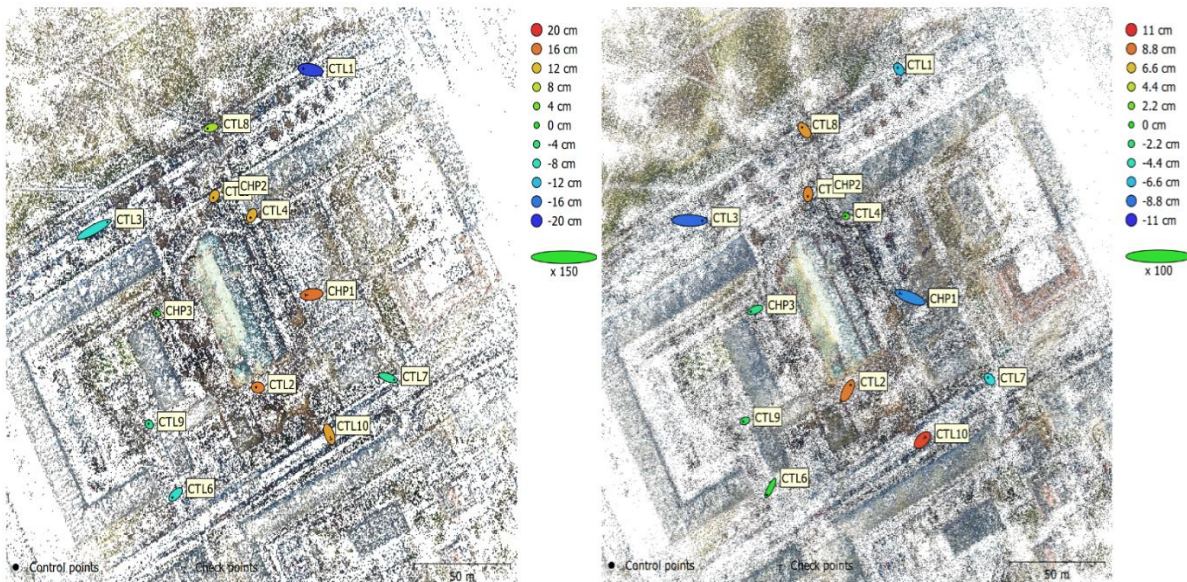 20 cm
16 cm
12 cm
8 cm
4 cm
0 cm
-4 cm
-8 cm
-12 cm
-16 cm
-20 cm
x 150
CTL1
CTL8
CHP2
CTL4
CTL3
CHP1
CHP3
CTL7
CTL2
CTL9
CTL10
CTL6
Control points
Check points
50 m
11 cm
8.8 cm
6.6 cm
4.4 cm
2.2 cm
0 cm
-2.2 cm
-4.4 cm
-6.6 cm
-8.8 cm
-11 cm
x 100
CTL1
CTL8
CHP2
CTL4
CTL3
CHP1
CHP3
CTL7
CTL2
CTL9
CTL10
CTL6
Control points
Check points
50 m